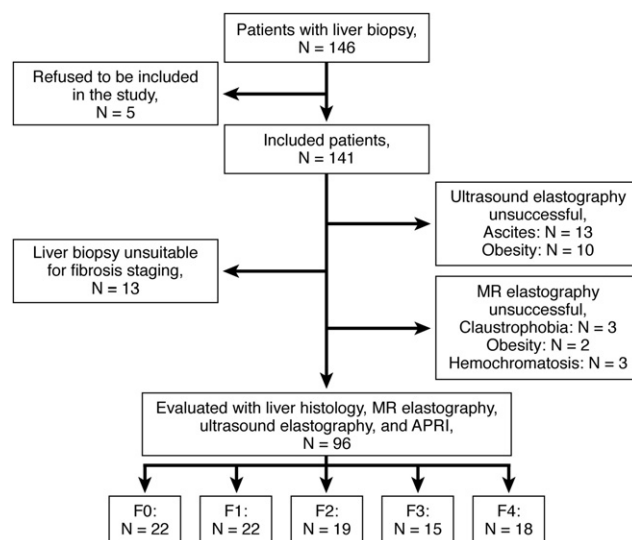 Patients with liver biopsy,
N = 146
Refused to be included
in the study,
N = 5
Included patients,
N = 141
Ultrasound elastography
unsuccessful,
Ascites: N = 13
Obesity: N = 10
Liver biopsy unsuitable
for fibrosis staging,
N = 13
MR elastography
unsuccessful,
Claustrophobia: N = 3
Obesity: N = 2
Hemochromatosis: N = 3
Evaluated with liver histology, MR elastography,
ultrasound elastography, and APRI,
N = 96
F0:
N = 22
F1:
N = 22
F2:
N = 19
F3:
N = 15
F4:
N = 18